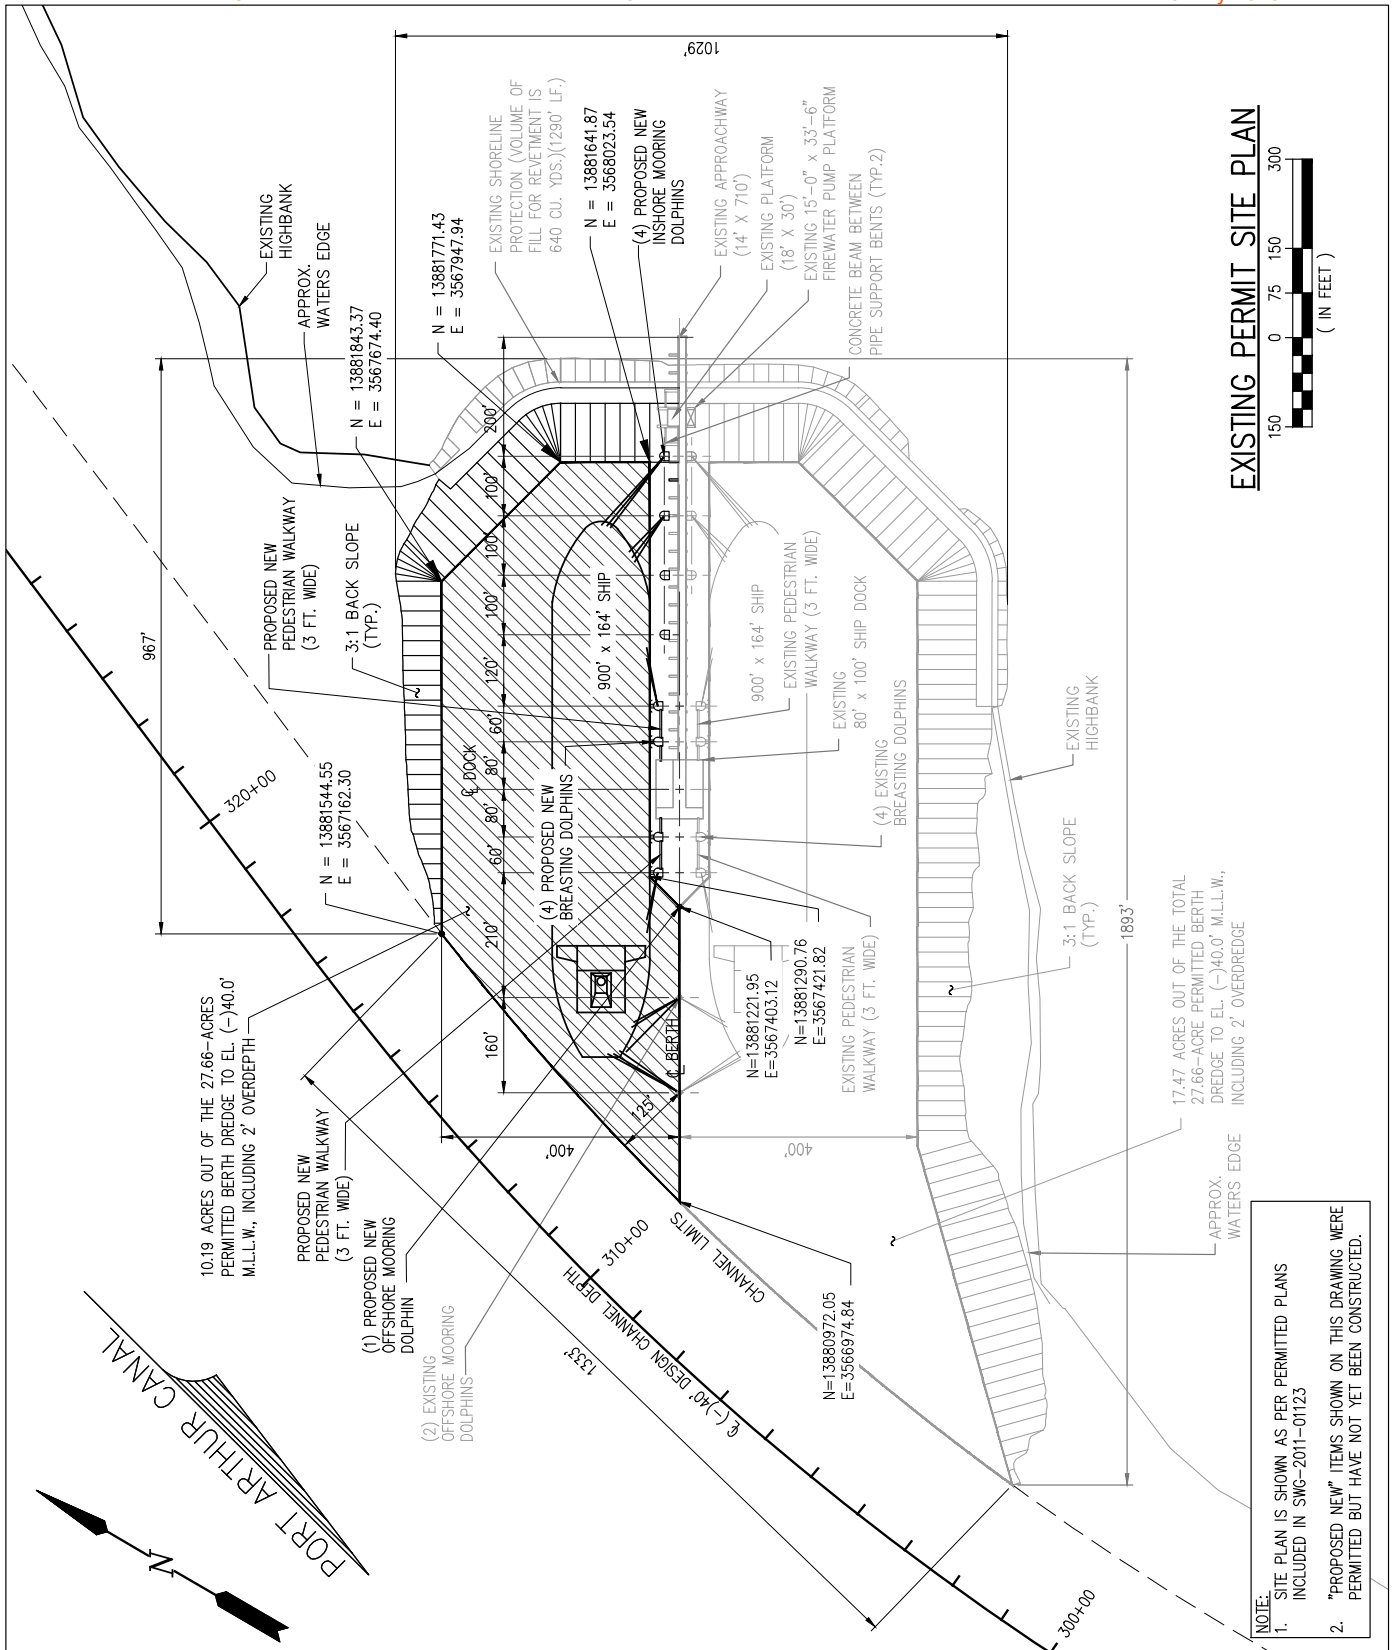 1029'
EXISTING
HIGHBANK
APPROX.
WATERS EDGE
N = 13881843.37
E = 3567674.40
N = 13881771.43
E = 3567947.94
EXISTING SHORELINE
PROTECTION (VOLUME OF
FILL FOR REVETMENT IS
640 CU. YDS.)(1290' LF.)
N = 13881641.87
E = 3568023.54
(4) PROPOSED NEW
INSHORE MOORING
DOLPHINS
EXISTING APPROACHWAY
(14' X 710')
EXISTING PLATFORM
(18' X 30')
EXISTING 15'-0" x 33'-6"
FIREWATER PUMP PLATFORM
CONCRETE BEAM BETWEEN
PIPE SUPPORT BENTS (TYP.2)
EXISTING PERMIT SITE PLAN
150
0
75
150
300
( IN FEET )
967'
PROPOSED NEW
PEDESTRIAN WALKWAY
(3 FT. WIDE)
3:1 BACK SLOPE
(TYP.)
200'
100'
100'
100'
120'
60'
80'
80'
60'
210'
160'
900' x 164' SHIP
900' x 164' SHIP
℄ DOCK
(4) PROPOSED NEW
BREASTING DOLPHINS
EXISTING PEDESTRIAN
WALKWAY (3 FT. WIDE)
EXISTING
80' x 100' SHIP DOCK
(4) EXISTING
BREASTING DOLPHINS
EXISTING
HIGHBANK
3:1 BACK SLOPE
(TYP.)
1893'
320+00
N = 13881544.55
E = 3567162.30
10.19 ACRES OUT OF THE 27.66-ACRES
PERMITTED BERTH DREDGE TO EL. (-)40.0'
M.L.L.W., INCLUDING 2' OVERDEPTH
PROPOSED NEW
PEDESTRIAN WALKWAY
(3 FT. WIDE)
(1) PROPOSED NEW
OFFSHORE MOORING
DOLPHIN
(2) EXISTING
OFFSHORE MOORING
DOLPHINS
℄ BERTH
125'
400'
400'
N=13881221.95
E=3567403.12
N=13881290.76
E=3567421.82
EXISTING PEDESTRIAN
WALKWAY (3 FT. WIDE)
17.47 ACRES OUT OF THE TOTAL
27.66-ACRE PERMITTED BERTH
DREDGE TO EL. (-)40.0' M.L.L.W.,
INCLUDING 2' OVERDREDGE
APPROX.
WATERS EDGE
310+00
CHANNEL LIMITS
℄ (-)40' DESIGN CHANNEL DEPTH
1333'
N=13880972.05
E=3566974.84
PORT ARTHUR CANAL
N
300+00
NOTE:
1. SITE PLAN IS SHOWN AS PER PERMITTED PLANS
INCLUDED IN SWG-2011-01123
2. "PROPOSED NEW" ITEMS SHOWN ON THIS DRAWING WERE
PERMITTED BUT HAVE NOT YET BEEN CONSTRUCTED.